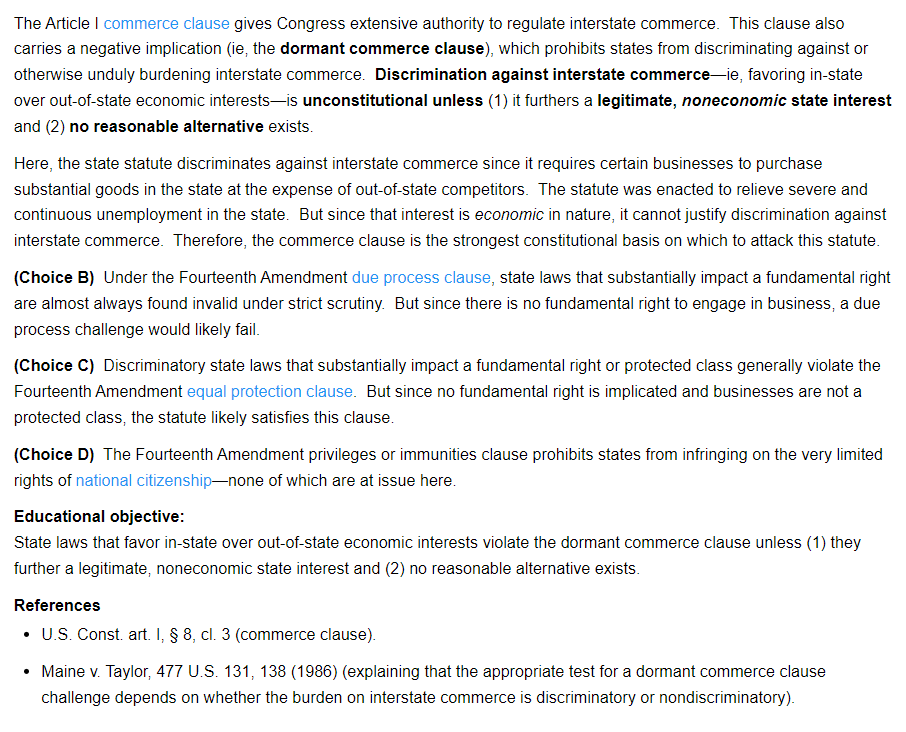 The Article I commerce clause gives Congress extensive authority to regulate interstate commerce. This clause also
carries a negative implication (ie, the dormant commerce clause), which prohibits states from discriminating against or
otherwise unduly burdening interstate commerce. Discrimination against interstate commerce—ie, favoring in-state
over out-of-state economic interests—is unconstitutional unless (1) it furthers a legitimate, noneconomic state interest
and (2) no reasonable alternative exists.
Here, the state statute discriminates against interstate commerce since it requires certain businesses to purchase
substantial goods in the state at the expense of out-of-state competitors. The statute was enacted to relieve severe and
continuous unemployment in the state. But since that interest is economic in nature, it cannot justify discrimination against
interstate commerce. Therefore, the commerce clause is the strongest constitutional basis on which to attack this statute.
(Choice B) Under the Fourteenth Amendment due process clause, state laws that substantially impact a fundamental right
are almost always found invalid under strict scrutiny. But since there is no fundamental right to engage in business, a due
process challenge would likely fail.
(Choice C) Discriminatory state laws that substantially impact a fundamental right or protected class generally violate the
Fourteenth Amendment equal protection clause. But since no fundamental right is implicated and businesses are not a
protected class, the statute likely satisfies this clause.
(Choice D) The Fourteenth Amendment privileges or immunities clause prohibits states from infringing on the very limited
rights of national citizenship—none of which are at issue here.
Educational objective:
State laws that favor in-state over out-of-state economic interests violate the dormant commerce clause unless (1) they
further a legitimate, noneconomic state interest and (2) no reasonable alternative exists.
References
• U.S. Const. art. I, § 8, cl. 3 (commerce clause).
• Maine v. Taylor, 477 U.S. 131, 138 (1986) (explaining that the appropriate test for a dormant commerce clause
challenge depends on whether the burden on interstate commerce is discriminatory or nondiscriminatory).